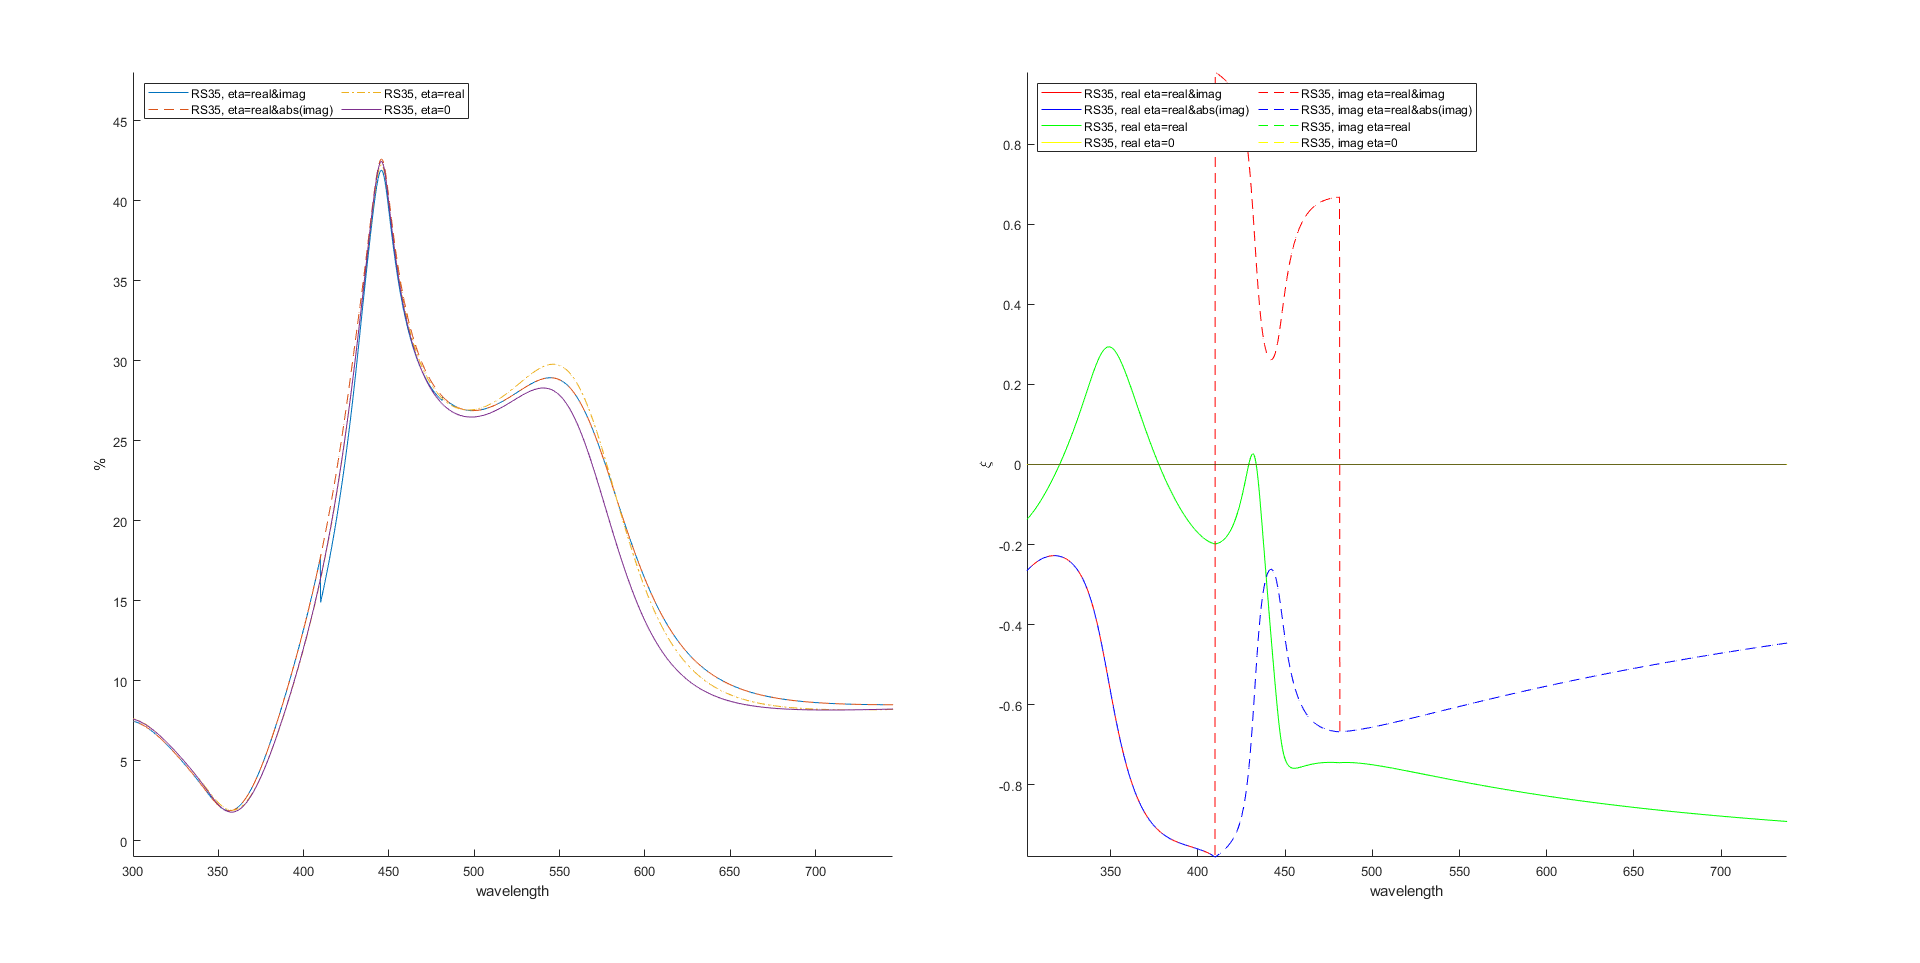 RS35, eta=real&imag RS35, eta=real
RS35, eta=real&abs(imag) RS35, eta=0
45
40
35
30
25
20
15
10
5
0
%
300 350 400 450 500 550 600 650 700
wavelength
RS35, real eta=real&imag RS35, imag eta=real&imag
RS35, real eta=real&abs(imag) RS35, imag eta=real&abs(imag)
RS35, real eta=real RS35, imag eta=real
RS35, real eta=0 RS35, imag eta=0
0.8
0.6
0.4
0.2
0
-0.2
-0.4
-0.6
-0.8
ξ
350 400 450 500 550 600 650 700
wavelength